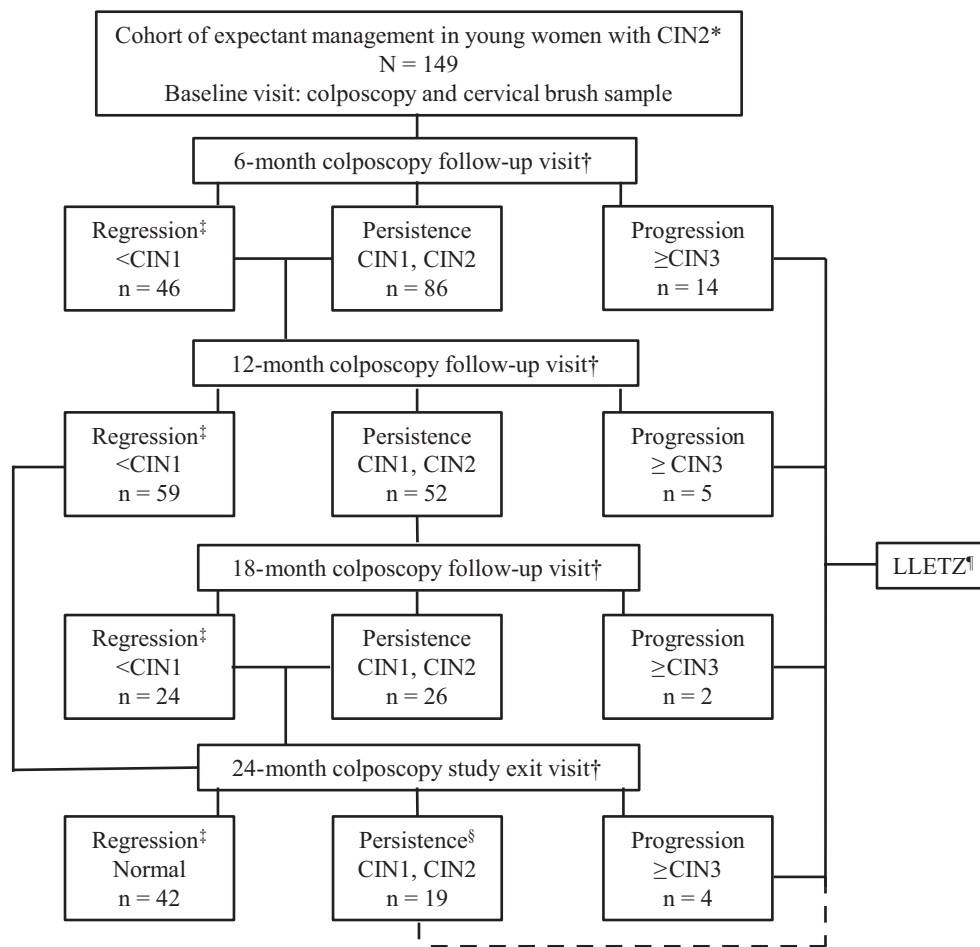 Cohort of expectant management in young women with CIN2*
N = 149
Baseline visit: colposcopy and cervical brush sample
6-month colposcopy follow-up visit†
Regression‡
<CIN1
n = 46
Persistence
CIN1, CIN2
n = 86
Progression
≥CIN3
n = 14
12-month colposcopy follow-up visit†
Regression‡
<CIN1
n = 59
Persistence
CIN1, CIN2
n = 52
Progression
≥ CIN3
n = 5
LLETZ¶
18-month colposcopy follow-up visit†
Regression‡
<CIN1
n = 24
Persistence
CIN1, CIN2
n = 26
Progression
≥CIN3
n = 2
24-month colposcopy study exit visit†
Regression‡
Normal
n = 42
Persistence§
CIN1, CIN2
n = 19
Progression
≥CIN3
n = 4